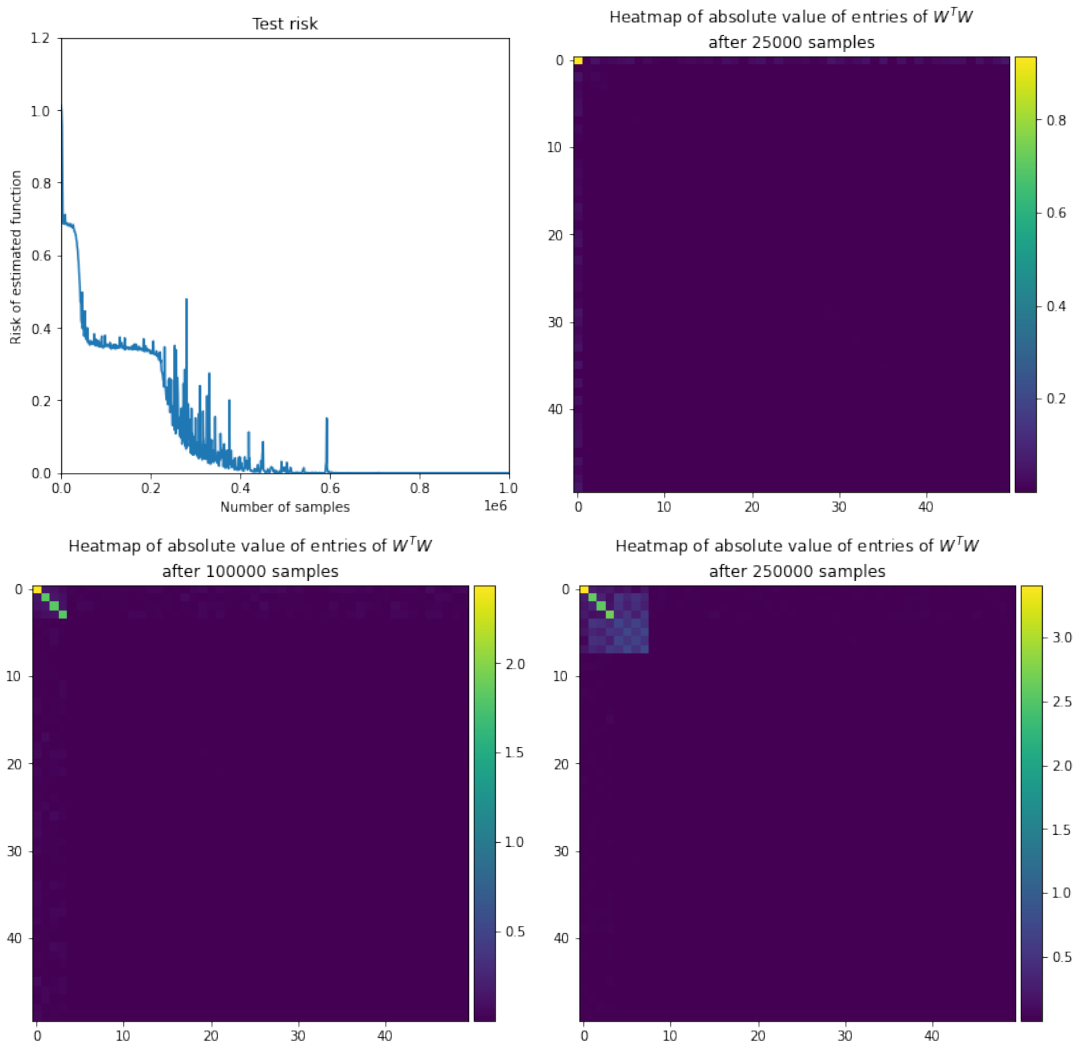 Test risk
Risk of estimated function
1.2
1.0
0.8
0.6
0.4
0.2
0.0
0.0 0.2 0.4 0.6 0.8 1.0
1e6
Number of samples
Heatmap of absolute value of entries of WᵀW
after 25000 samples
0
10
20
30
40
0 10 20 30 40
0.8
0.6
0.4
0.2
Heatmap of absolute value of entries of WᵀW
after 100000 samples
0
10
20
30
40
0 10 20 30 40
2.0
1.5
1.0
0.5
Heatmap of absolute value of entries of WᵀW
after 250000 samples
0
10
20
30
40
0 10 20 30 40
3.0
2.5
2.0
1.5
1.0
0.5